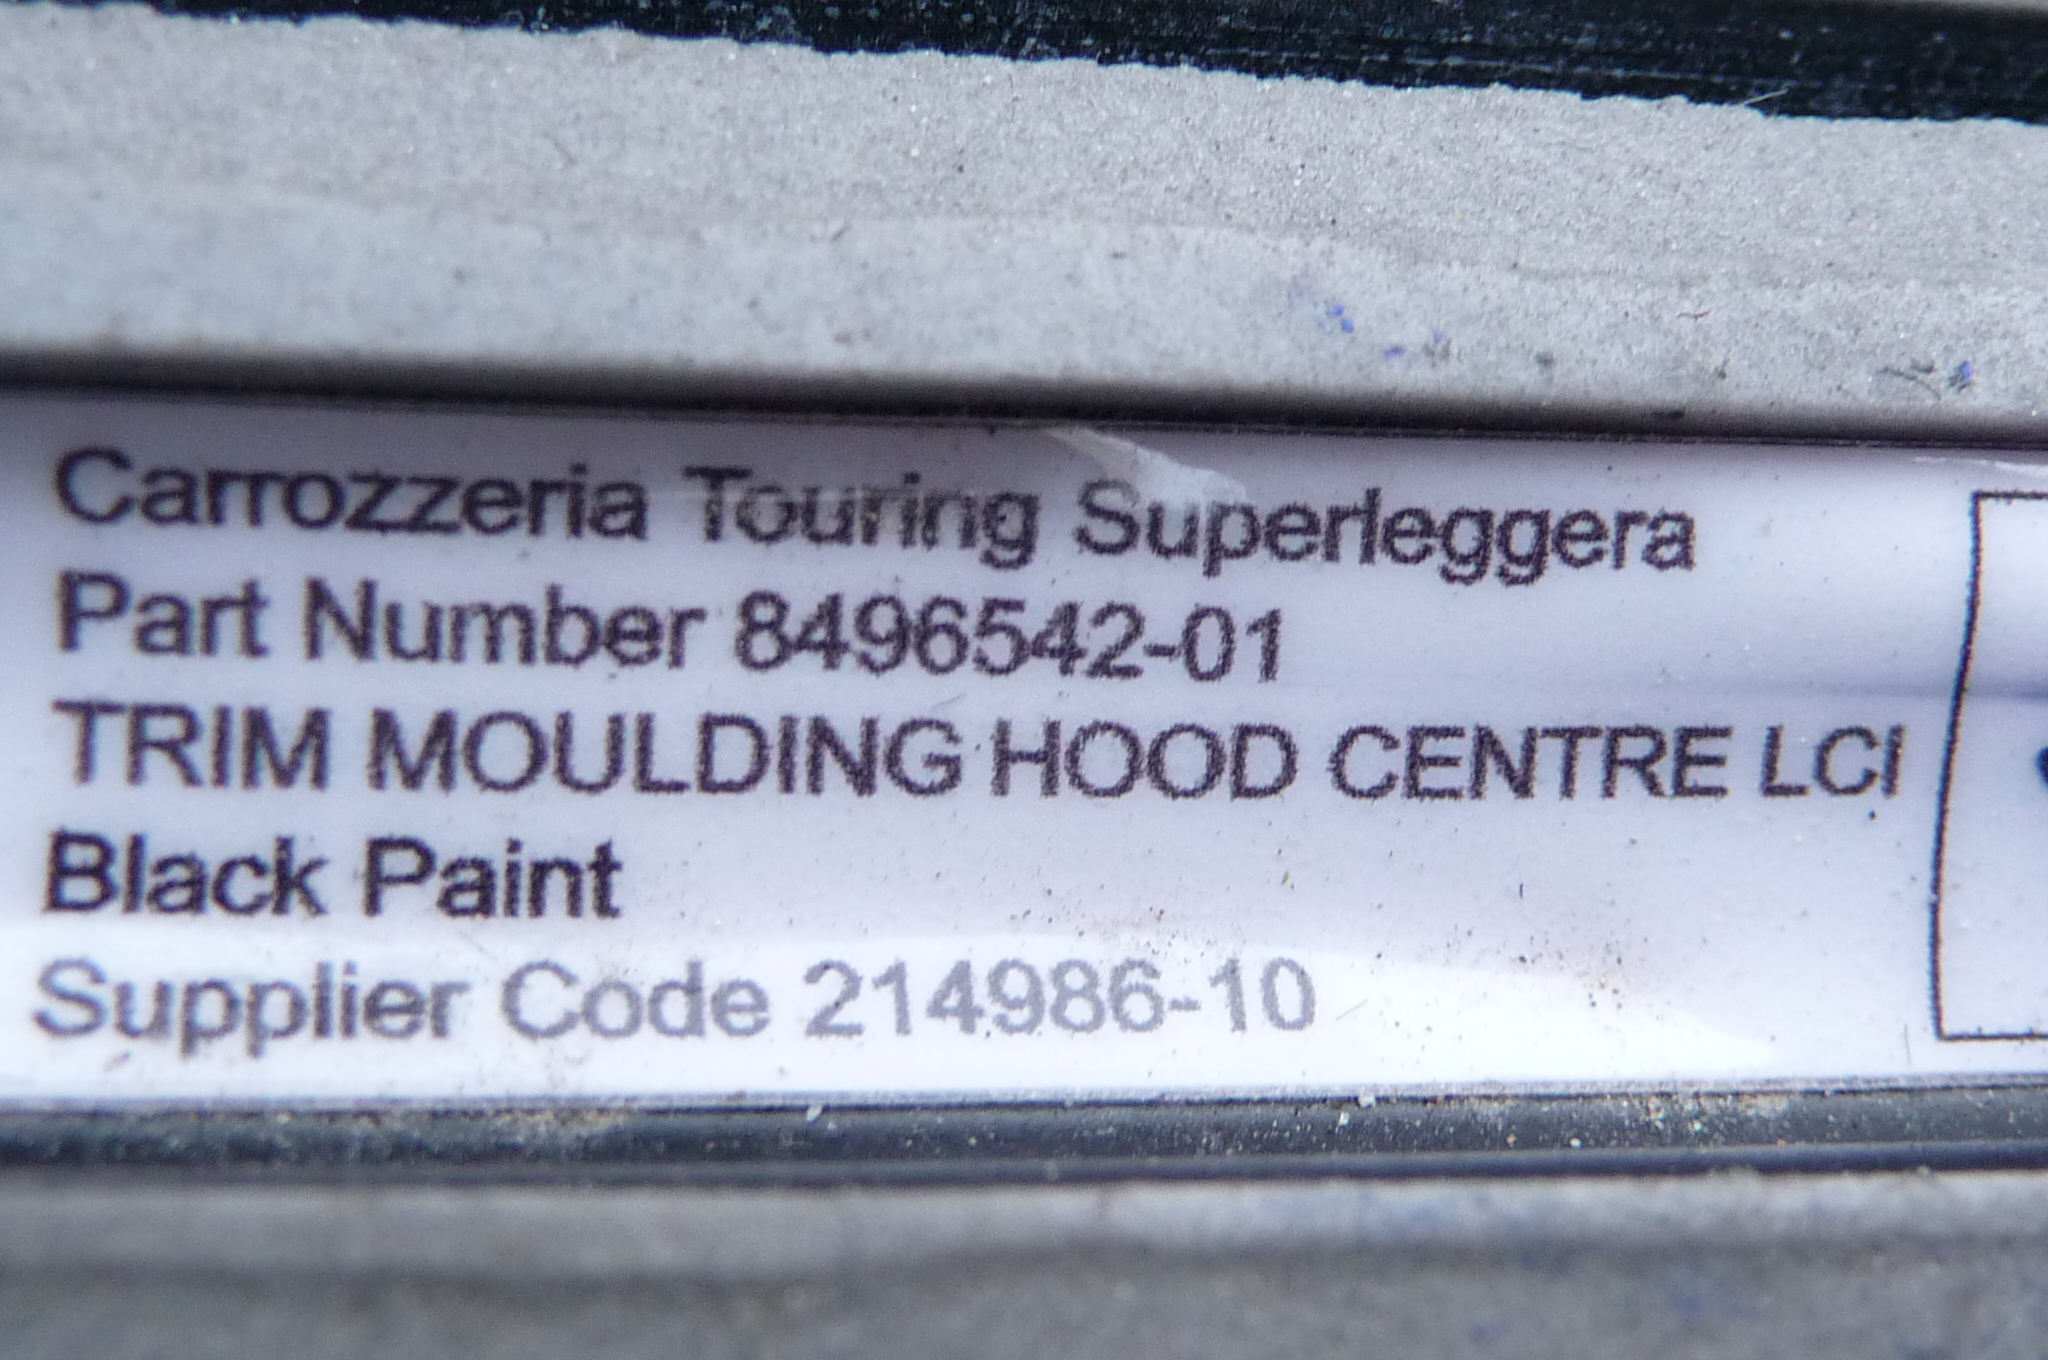 Carrozzeria Touring Superleggera
Part Number 8496542-01
TRIM MOULDING HOOD CENTRE LCI
Black Paint
Supplier Code 214986-10